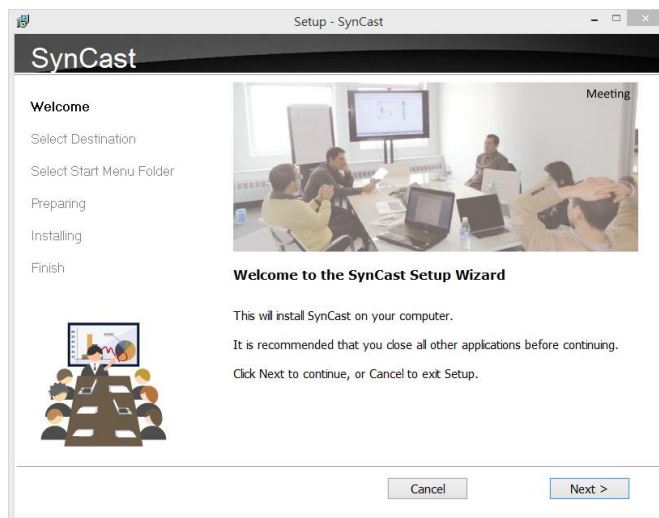 Setup - SynCast
SynCast
Welcome
Select Destination
Select Start Menu Folder
Preparing
Installing
Finish
Meeting
Welcome to the SynCast Setup Wizard
This will install SynCast on your computer.
It is recommended that you close all other applications before continuing.
Click Next to continue, or Cancel to exit Setup.
Cancel
Next >